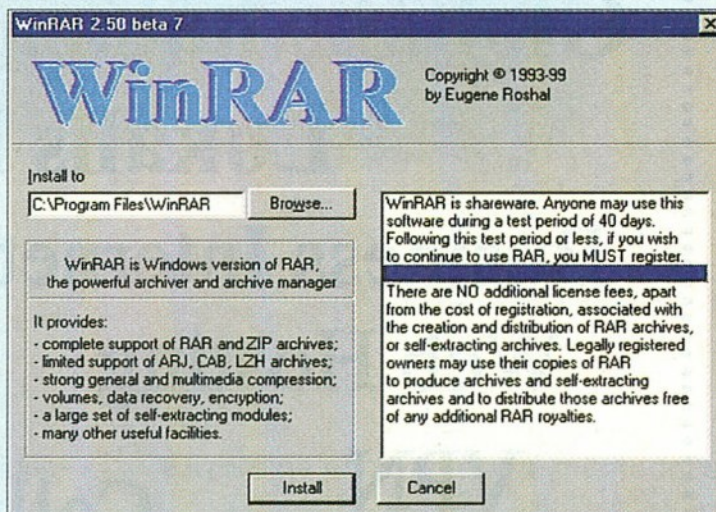 WinRAR 2.50 beta 7
WinRAR
Copyright © 1993-99
by Eugene Roshal
Install to
C:\Program Files\WinRAR
Browse...
WinRAR is Windows version of RAR,
the powerful archiver and archive manager
It provides:
- complete support of RAR and ZIP archives;
- limited support of ARJ, CAB, LZH archives;
- strong general and multimedia compression;
- volumes, data recovery, encryption;
- a large set of self-extracting modules;
- many other useful facilities.
WinRAR is shareware. Anyone may use this
software during a test period of 40 days.
Following this test period or less, if you wish
to continue to use RAR, you MUST register.
There are NO additional license fees, apart
from the cost of registration, associated with
the creation and distribution of RAR archives,
or self-extracting archives. Legally registered
owners may use their copies of RAR
to produce archives and self-extracting
archives and to distribute those archives free
of any additional RAR royalties.
Install
Cancel